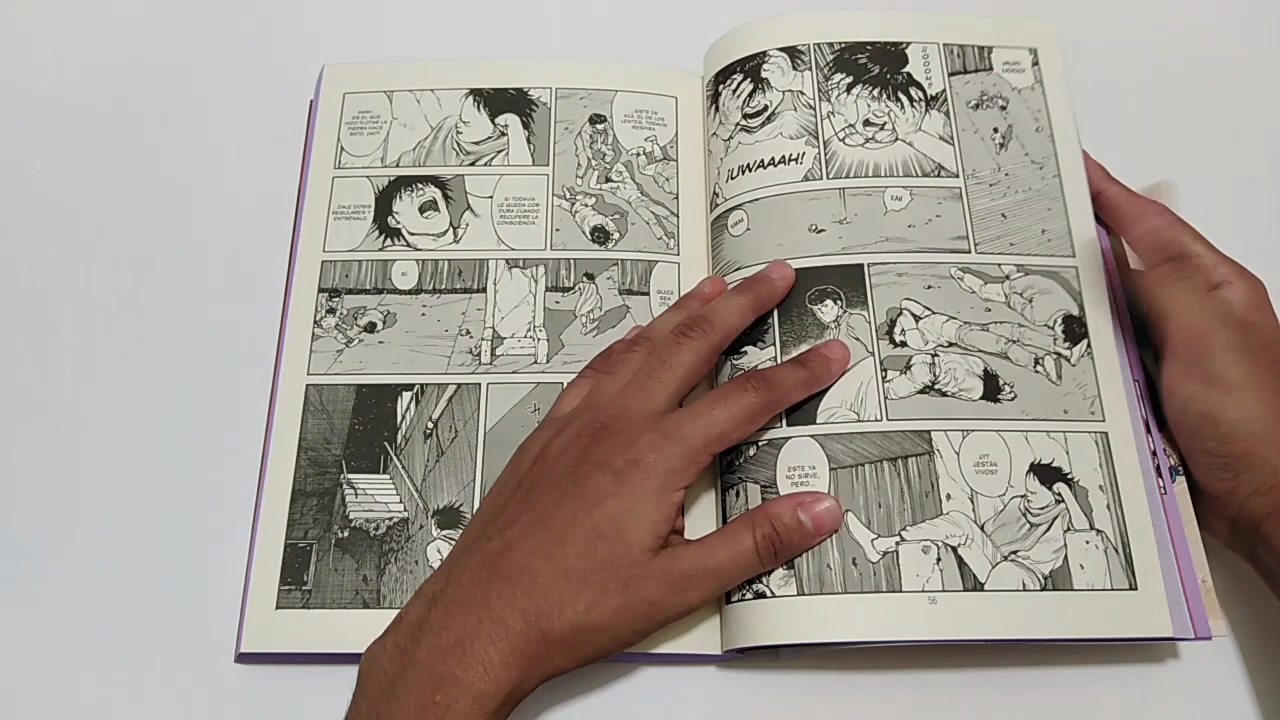 ¡UWAAAH!
KAN
¿Y?
¿ESTÁN
VIVOS?
ESTE YA
NO SIRVE,
PERO...
56
...ESTE DE
ACÁ, EL DE LOS
LENTES, TODAVÍA
RESPIRA.
AAAH...
ES EL QUE
HIZO FLOTAR LA
PIEDRA HACE
RATO, ¿NO?
SI TODAVÍA
LE QUEDA COR-
DURA CUANDO
RECUPERE LA
CONSCIENCIA...
...DALE DOSIS
REGULARES Y
ENTRÉNALO.
QUIZÁ
SEA
ÚTIL.
SÍ.